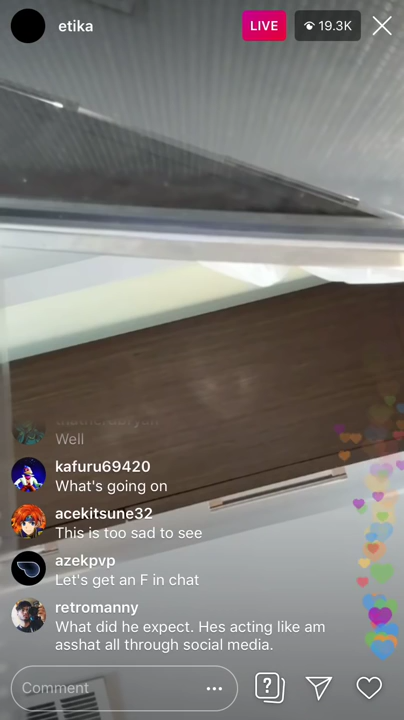 etika
LIVE
19.3K
Well
kafuru69420
What's going on
acekitsune32
This is too sad to see
azekpvp
Let's get an F in chat
retromanny
What did he expect. Hes acting like am
asshat all through social media.
Comment